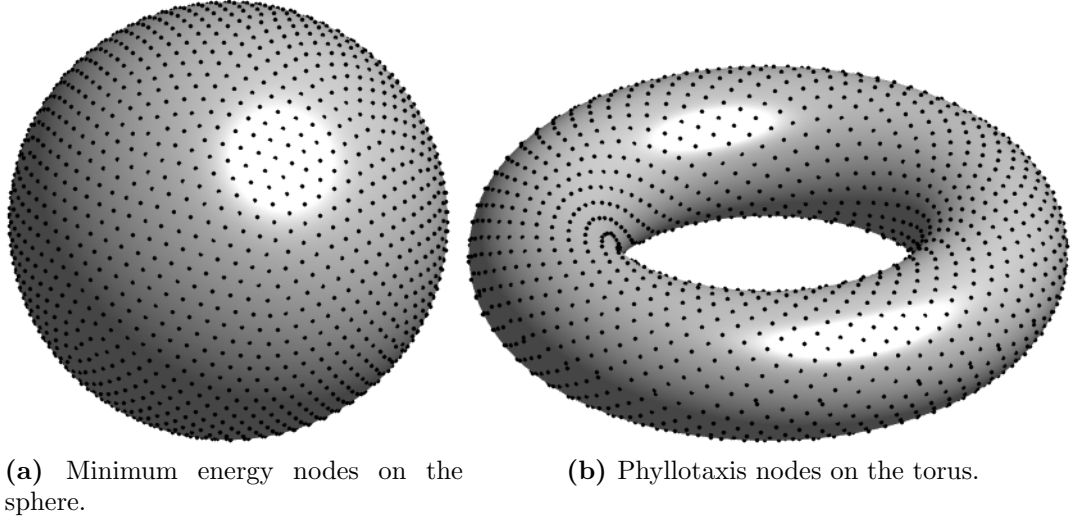 (a) Minimum energy nodes on the
sphere.
(b) Phyllotaxis nodes on the torus.